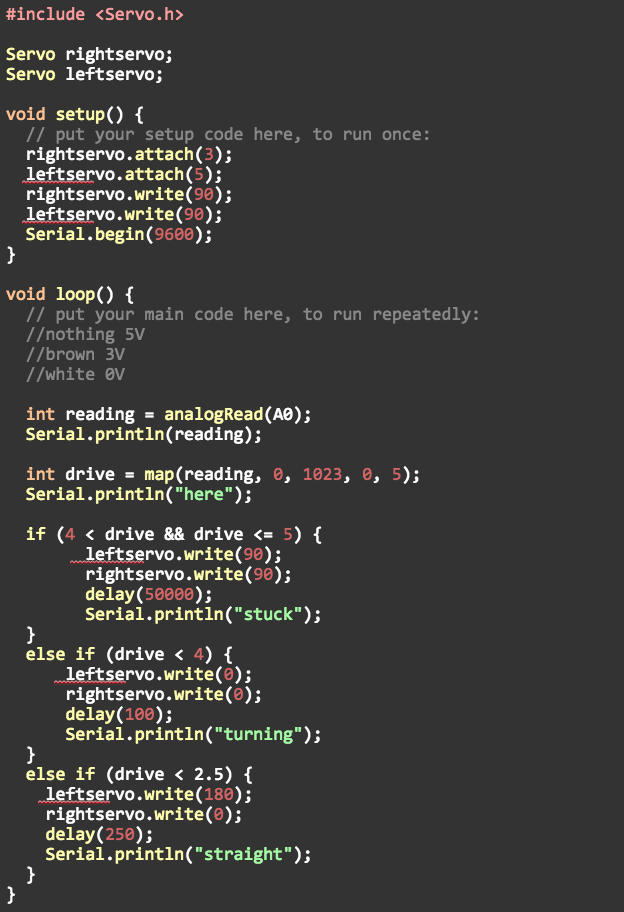 #include <Servo.h>
Servo rightservo;
Servo leftservo;
void setup() {
// put your setup code here, to run once:
rightservo.attach(3);
leftservo.attach(5);
rightservo.write(90);
leftservo.write(90);
Serial.begin(9600);
}
void loop() {
// put your main code here, to run repeatedly:
//nothing 5V
//brown 3V
//white 0V
int reading = analogRead(A0);
Serial.println(reading);
int drive = map(reading, 0, 1023, 0, 5);
Serial.println("here");
if (4 < drive && drive <= 5) {
leftservo.write(90);
rightservo.write(90);
delay(50000);
Serial.println("stuck");
}
else if (drive < 4) {
leftservo.write(0);
rightservo.write(0);
delay(100);
Serial.println("turning");
}
else if (drive < 2.5) {
leftservo.write(180);
rightservo.write(0);
delay(250);
Serial.println("straight");
}
}